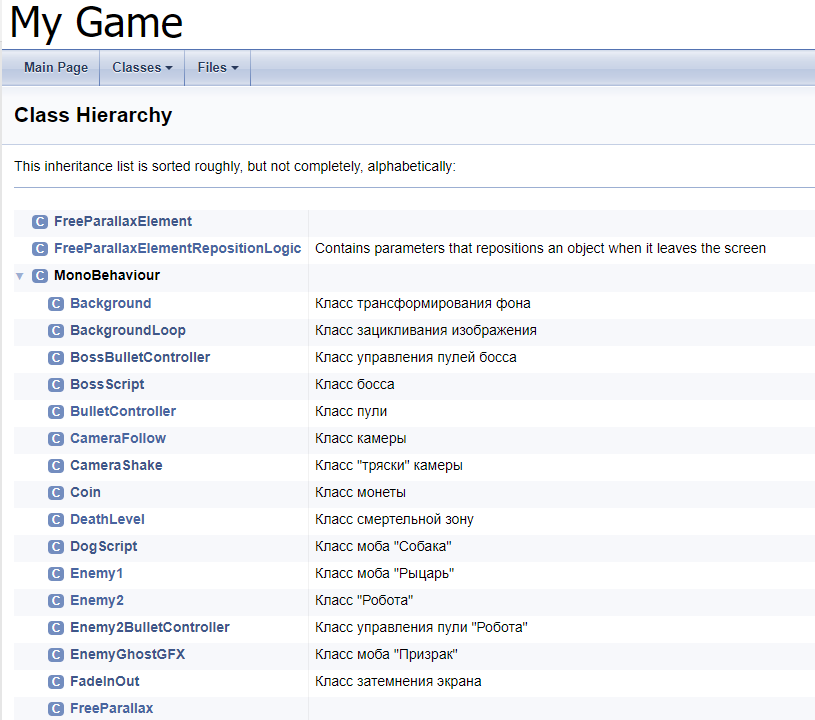 My Game
Main Page Classes Files
Class Hierarchy
This inheritance list is sorted roughly, but not completely, alphabetically:
C FreeParallaxElement
C FreeParallaxElementRepositionLogic Contains parameters that repositions an object when it leaves the screen
C MonoBehaviour
C Background Класс трансформирования фона
C BackgroundLoop Класс зацикливания изображения
C BossBulletController Класс управления пулей босса
C BossScript Класс босса
C BulletController Класс пули
C CameraFollow Класс камеры
C CameraShake Класс "тряски" камеры
C Coin Класс монеты
C DeathLevel Класс смертельной зону
C DogScript Класс моба "Собака"
C Enemy1 Класс моба "Рыцарь"
C Enemy2 Класс "Робота"
C Enemy2BulletController Класс управления пули "Робота"
C EnemyGhostGFX Класс моба "Призрак"
C FadeInOut Класс затемнения экрана
C FreeParallax